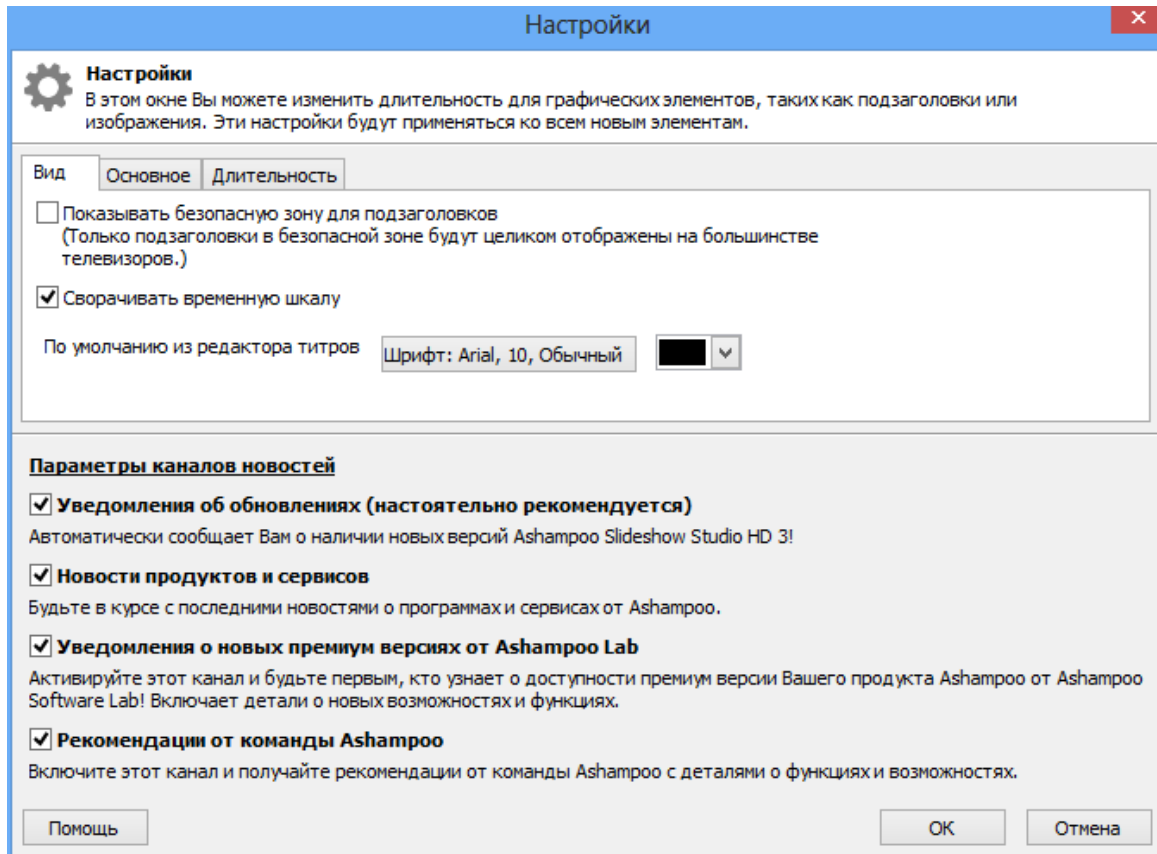 Настройки
Настройки
В этом окне Вы можете изменить длительность для графических элементов, таких как подзаголовки или
изображения. Эти настройки будут применяться ко всем новым элементам.
Вид Основное Длительность
Показывать безопасную зону для подзаголовков
(Только подзаголовки в безопасной зоне будут целиком отображены на большинстве
телевизоров.)
Сворачивать временную шкалу
По умолчанию из редактора титров Шрифт: Arial, 10, Обычный
Параметры каналов новостей
Уведомления об обновлениях (настоятельно рекомендуется)
Автоматически сообщает Вам о наличии новых версий Ashampoo Slideshow Studio HD 3!
Новости продуктов и сервисов
Будьте в курсе с последними новостями о программах и сервисах от Ashampoo.
Уведомления о новых премиум версиях от Ashampoo Lab
Активируйте этот канал и будьте первым, кто узнает о доступности премиум версии Вашего продукта Ashampoo от Ashampoo
Software Lab! Включает детали о новых возможностях и функциях.
Рекомендации от команды Ashampoo
Включите этот канал и получайте рекомендации от команды Ashampoo с деталями о функциях и возможностях.
Помощь ОК Отмена